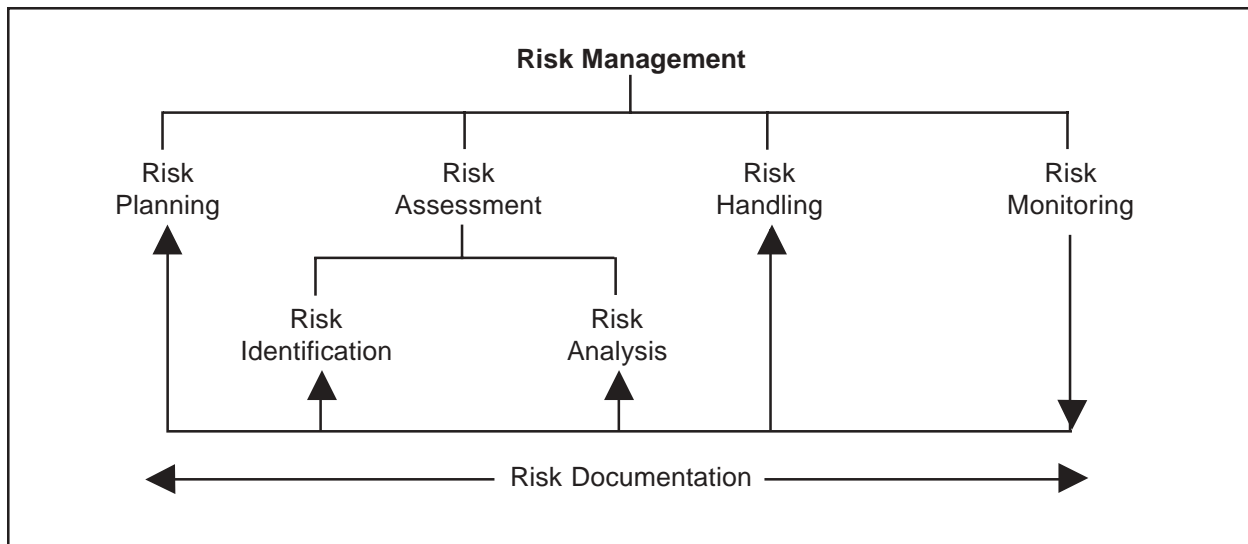 Risk Management
Risk
Planning
Risk
Assessment
Risk
Handling
Risk
Monitoring
Risk
Identification
Risk
Analysis
Risk Documentation